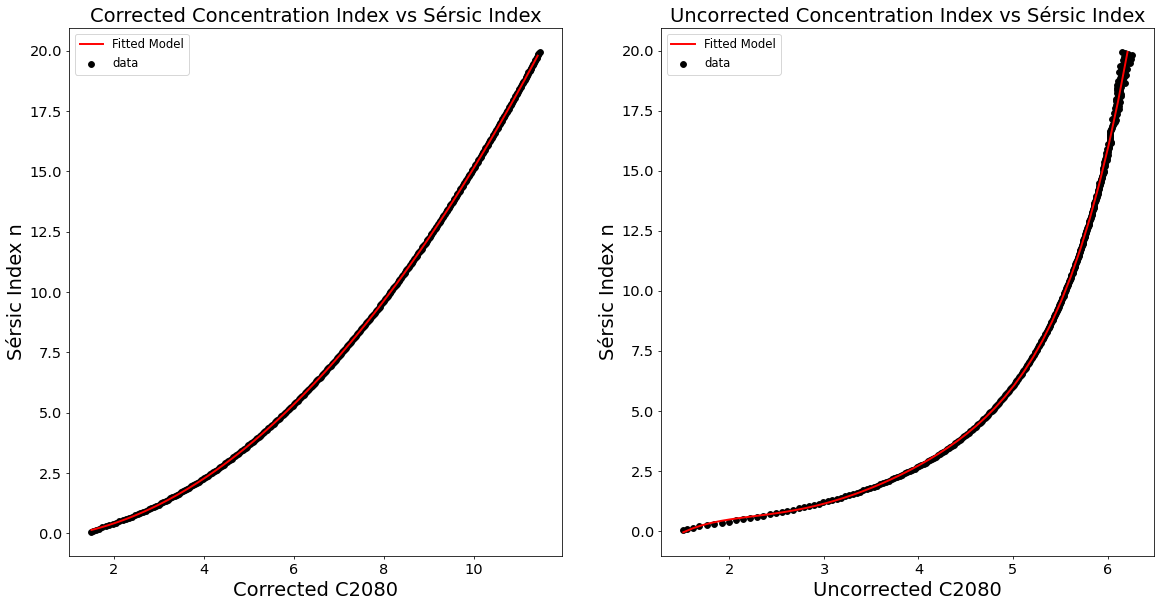 Corrected Concentration Index vs Sérsic Index
Fitted Model
data
20.0
17.5
15.0
12.5
10.0
7.5
5.0
2.5
0.0
Sérsic Index n
2 4 6 8 10
Corrected C2080
Uncorrected Concentration Index vs Sérsic Index
Fitted Model
data
20.0
17.5
15.0
12.5
10.0
7.5
5.0
2.5
0.0
Sérsic Index n
2 3 4 5 6
Uncorrected C2080